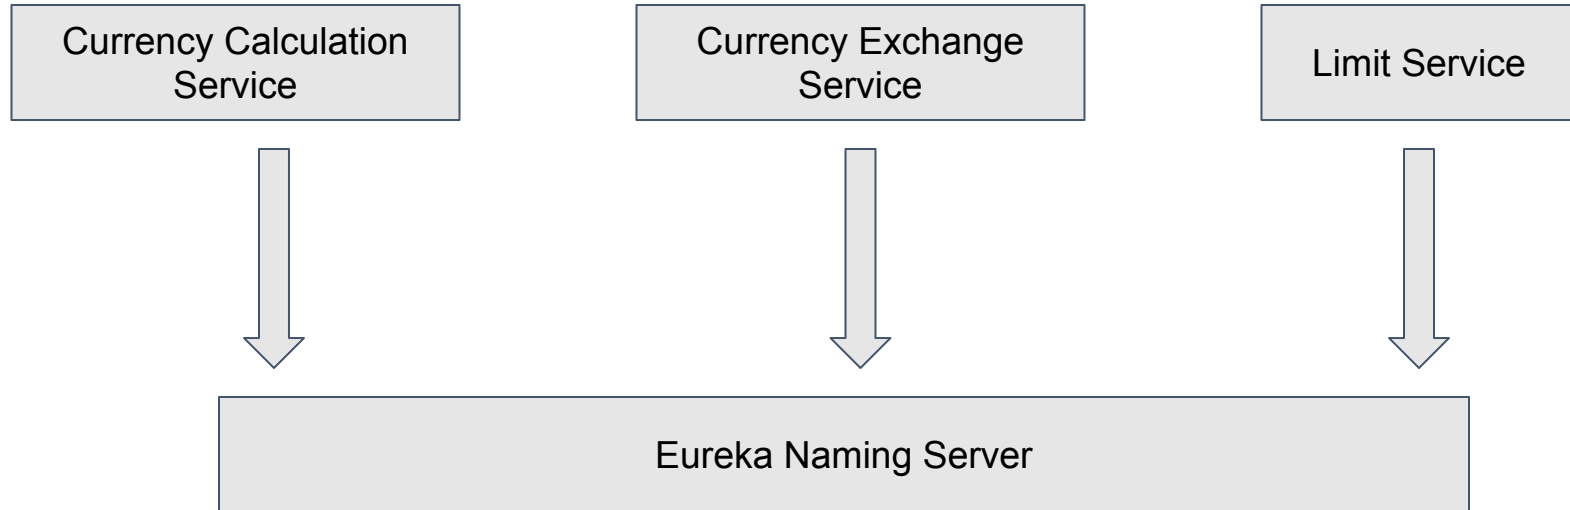 Currency Calculation
Service
Currency Exchange
Service
Limit Service
Eureka Naming Server